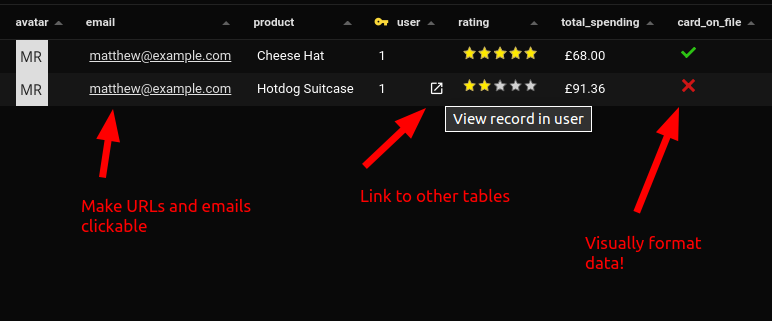 avatar email product user rating total_spending card_on_file
MR matthew@example.com Cheese Hat 1 £68.00
MR matthew@example.com Hotdog Suitcase 1 £91.36
View record in user
Make URLs and emails
clickable
Link to other tables
Visually format
data!